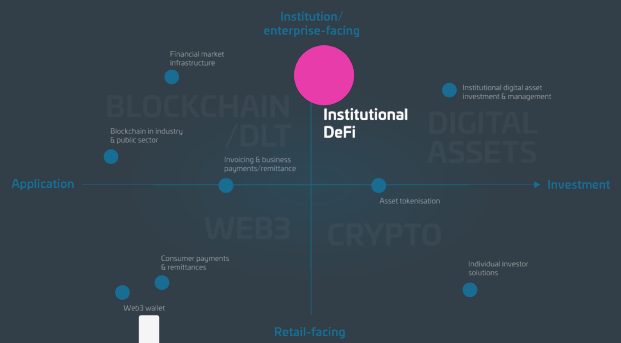 Institution/
enterprise-facing
Financial market
infrastructure
Institutional digital asset
investment & management
BLOCKCHAIN
/DLT
Institutional
DeFi
DIGITAL
ASSETS
Blockchain in industry
& public sector
Invoicing & business
payments/remittance
Application
Investment
Asset tokenisation
WEB3
CRYPTO
Consumer payments
& remittances
Individual investor
solutions
Web3 wallet
Retail-facing